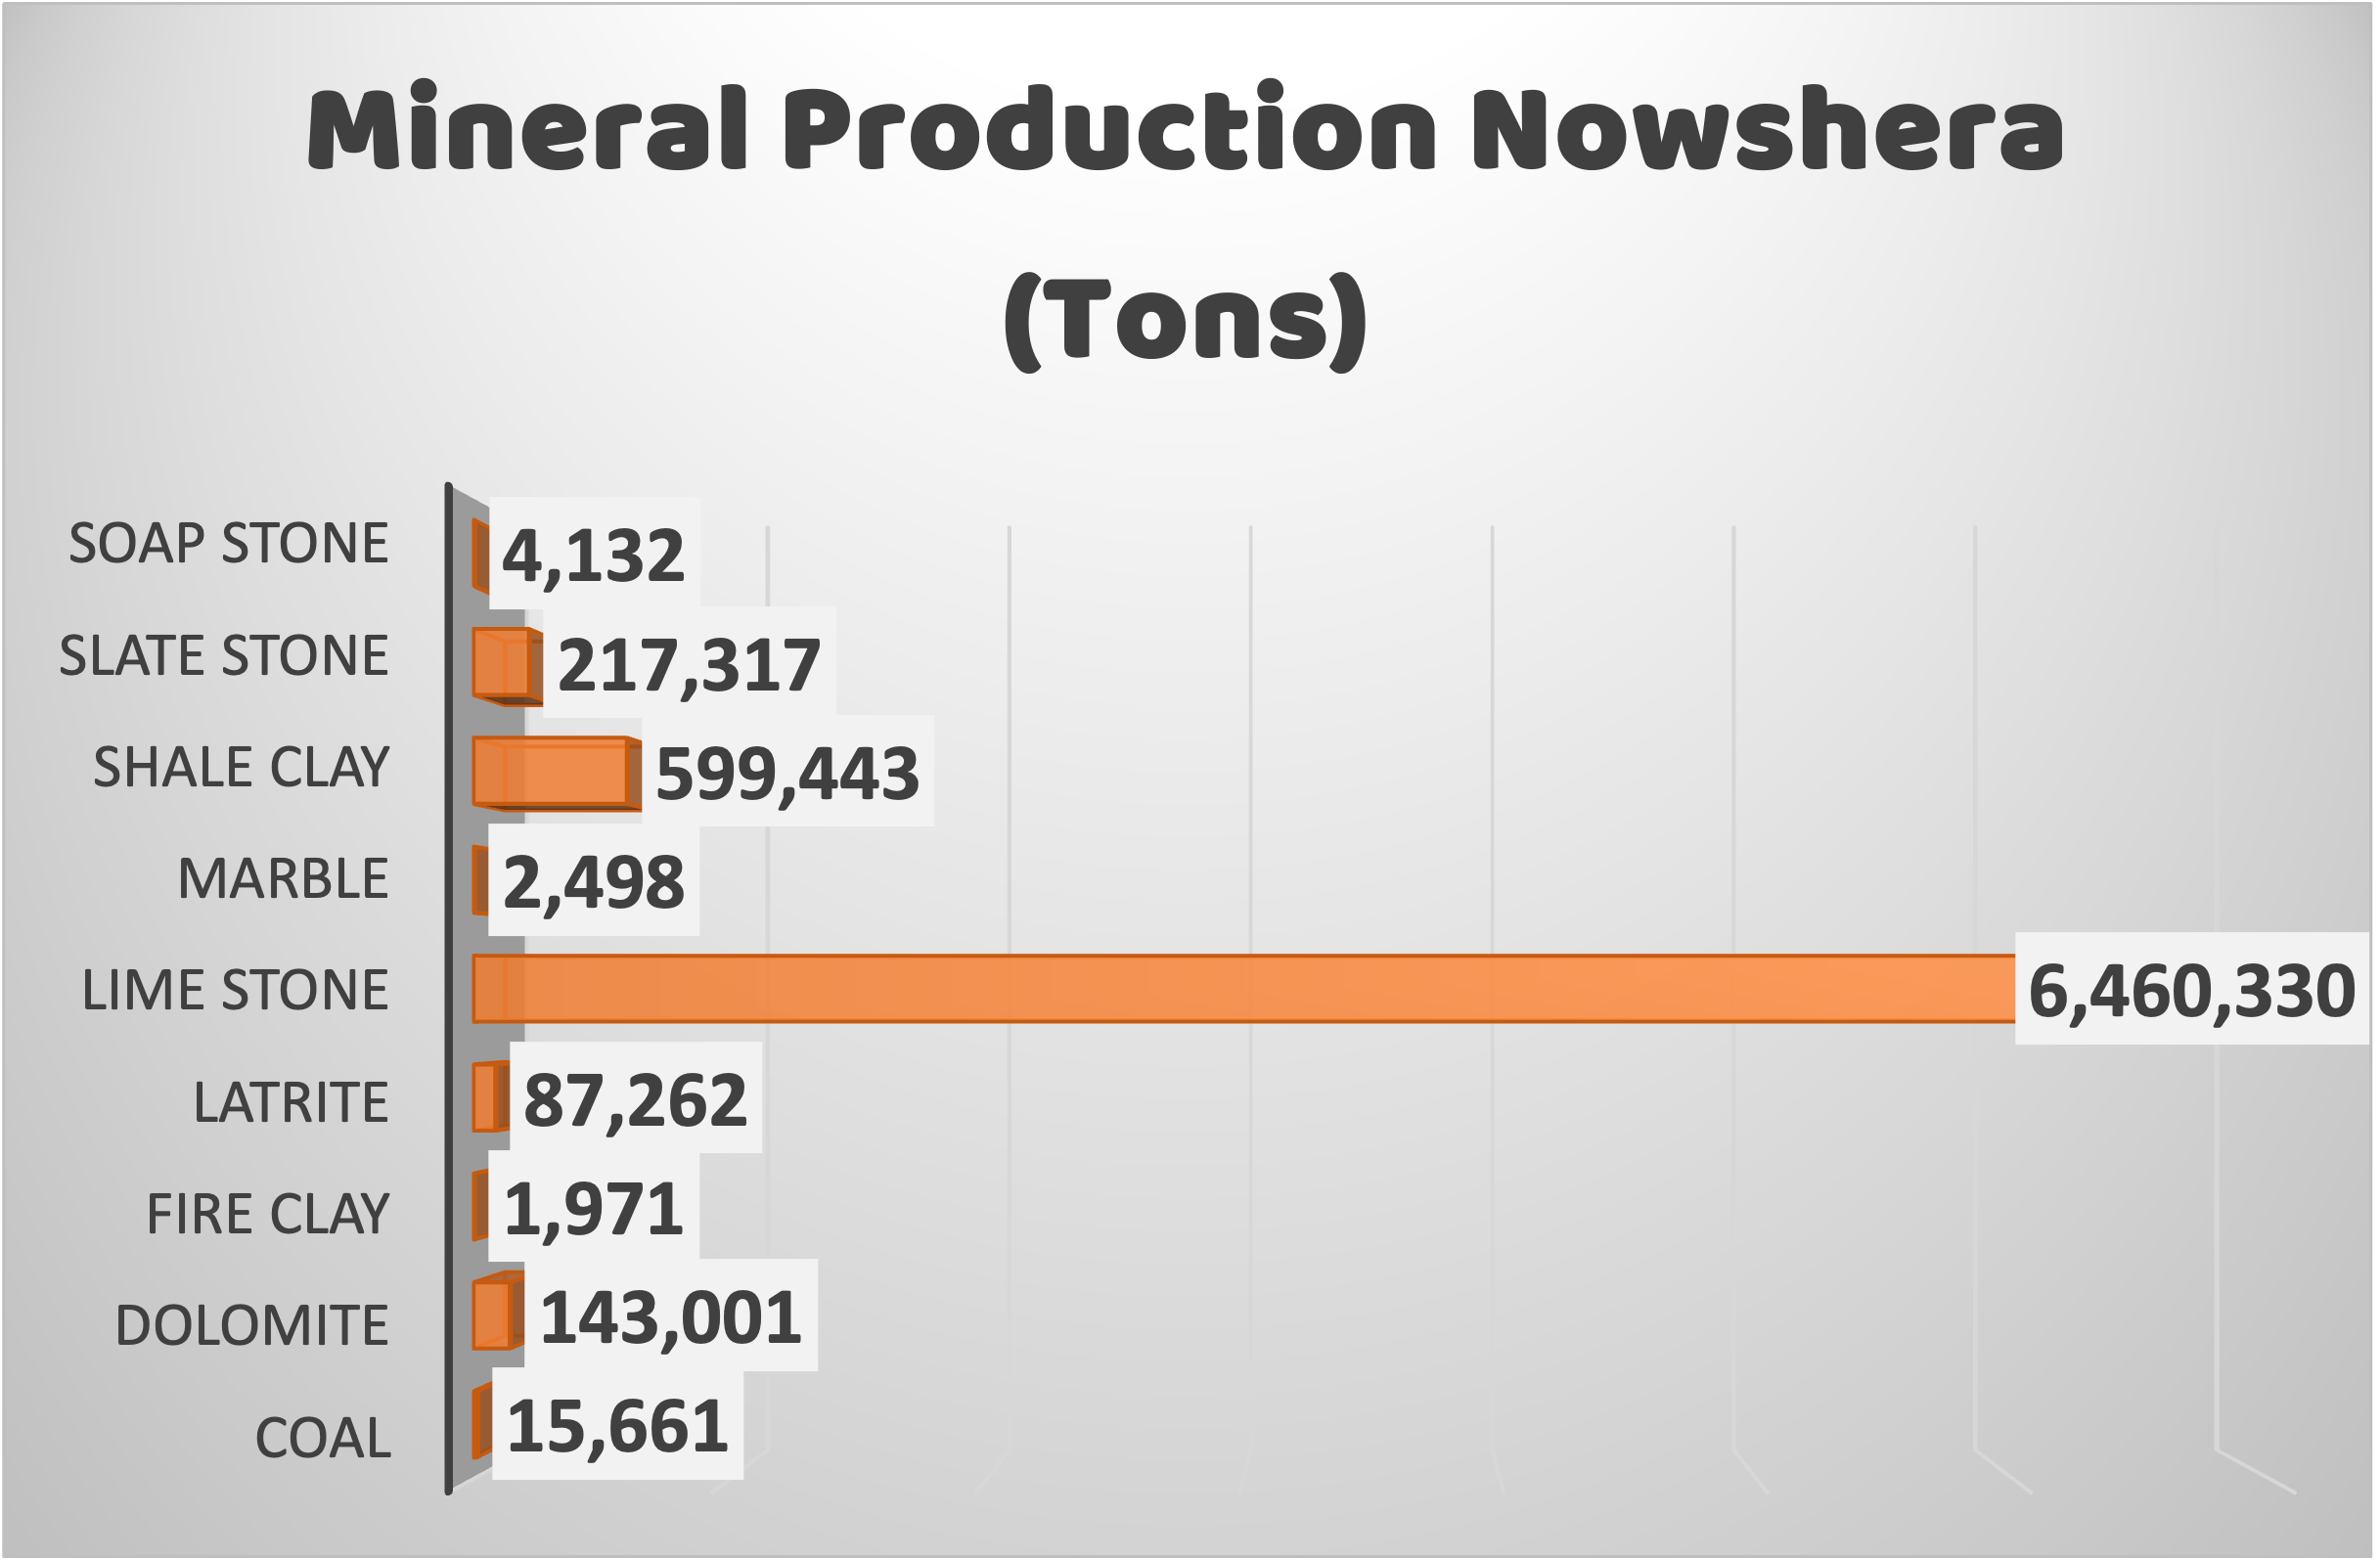 Mineral Production Nowshera
(Tons)
SOAP STONE 4,132
SLATE STONE 217,317
SHALE CLAY 599,443
MARBLE 2,498
LIME STONE 6,460,330
LATRITE 87,262
FIRE CLAY 1,971
DOLOMITE 143,001
COAL 15,661